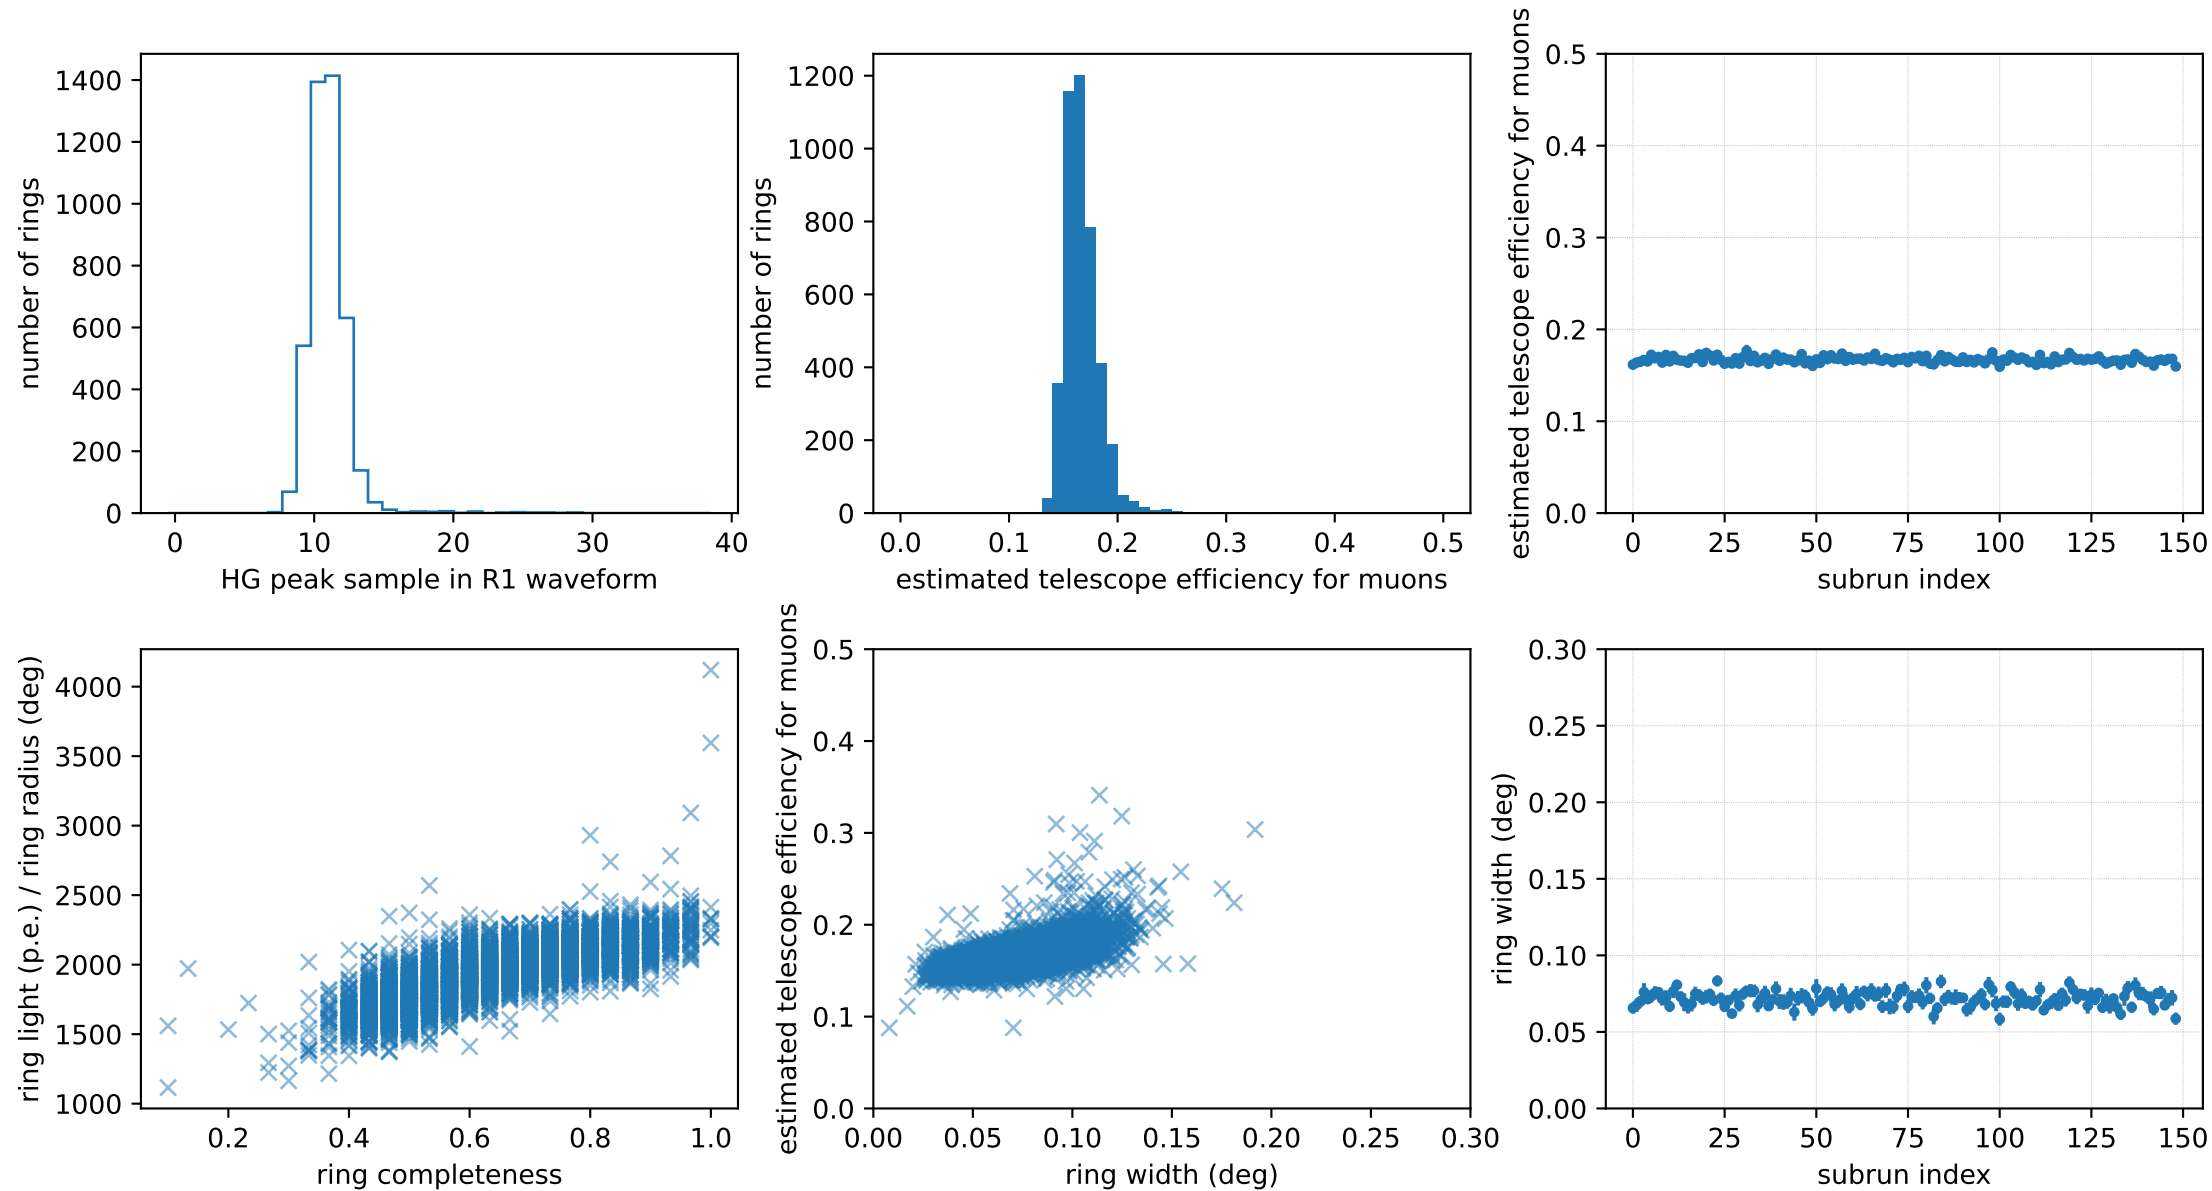 number of rings
1400
1200
1000
800
600
400
200
0
0 10 20 30 40
HG peak sample in R1 waveform
number of rings
1200
1000
800
600
400
200
0
0.0 0.1 0.2 0.3 0.4 0.5
estimated telescope efficiency for muons
estimated telescope efficiency for muons
0.5
0.4
0.3
0.2
0.1
0.0
0 25 50 75 100 125 150
subrun index
ring light (p.e.) / ring radius (deg)
4000
3500
3000
2500
2000
1500
1000
0.2 0.4 0.6 0.8 1.0
ring completeness
estimated telescope efficiency for muons
0.5
0.4
0.3
0.2
0.1
0.0
0.00 0.05 0.10 0.15 0.20 0.25 0.30
ring width (deg)
ring width (deg)
0.30
0.25
0.20
0.15
0.10
0.05
0.00
0 25 50 75 100 125 150
subrun index